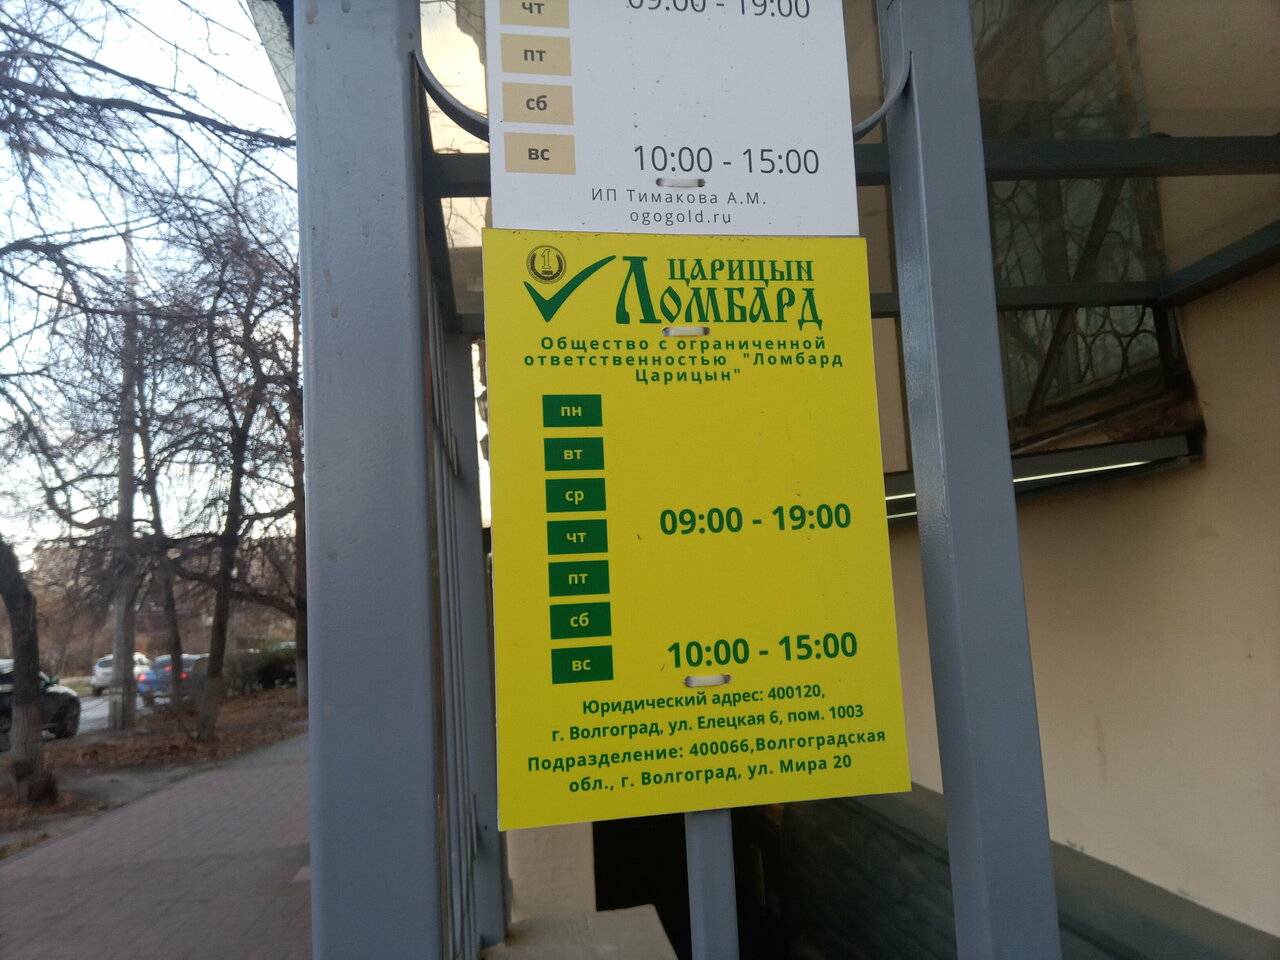 чт
09:00 - 19:00
пт
сб
вс
10:00 - 15:00
ИП Тимакова А.М.
ogogold.ru
1
ЦАРИЦЫН
ЛОМБАРД
Общество с ограниченной
ответственностью "Ломбард
Царицын"
пн
вт
ср
чт
09:00 - 19:00
пт
сб
вс
10:00 - 15:00
Юридический адрес: 400120,
г. Волгоград, ул. Елецкая 6, пом. 1003
Подразделение: 400066,Волгоградская
обл., г. Волгоград, ул. Мира 20